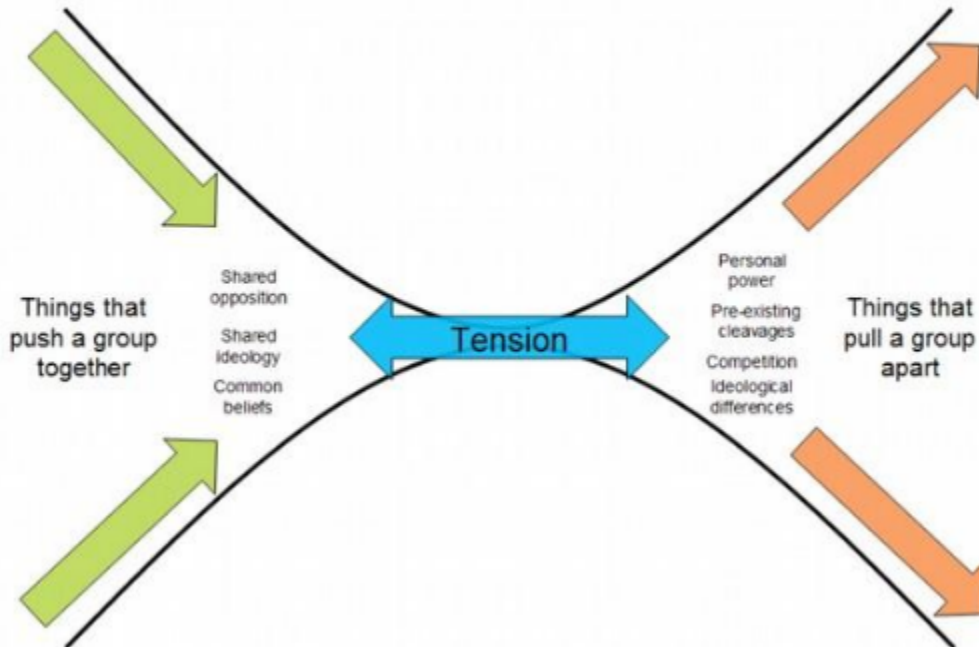 Things that
push a group
together
Shared
opposition
Shared
ideology
Common
beliefs
Tension
Personal
power
Pre-existing
cleavages
Competition
Ideological
differences
Things that
pull a group
apart